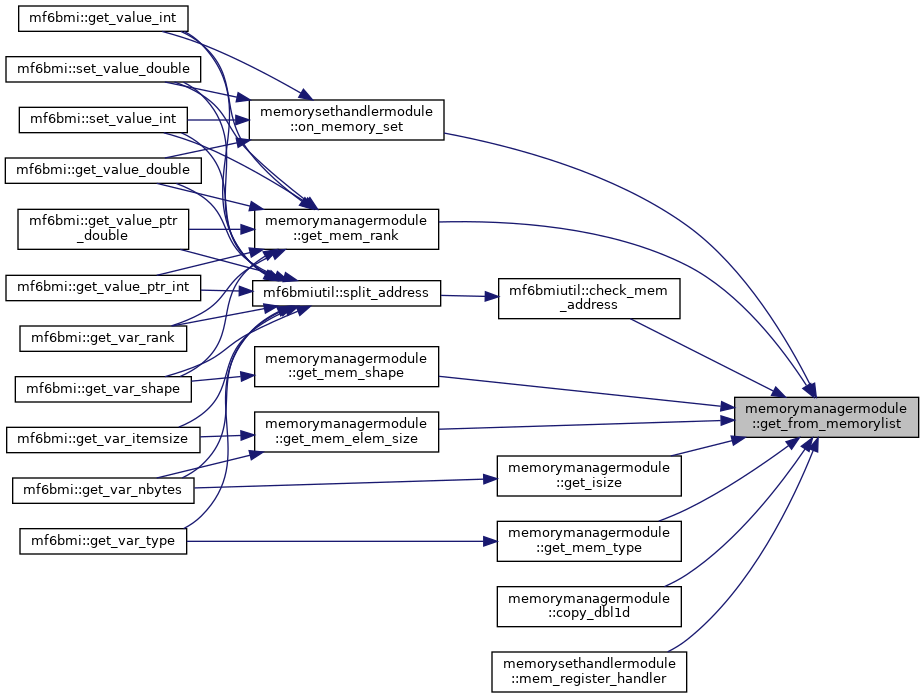 mf6bmi::get_value_int
mf6bmi::set_value_double
mf6bmi::set_value_int
mf6bmi::get_value_double
mf6bmi::get_value_ptr
_double
mf6bmi::get_value_ptr_int
mf6bmi::get_var_rank
mf6bmi::get_var_shape
mf6bmi::get_var_itemsize
mf6bmi::get_var_nbytes
mf6bmi::get_var_type
memorysethandlermodule
::on_memory_set
memorymanagermodule
::get_mem_rank
mf6bmiutil::split_address
memorymanagermodule
::get_mem_shape
memorymanagermodule
::get_mem_elem_size
mf6bmiutil::check_mem
_address
memorymanagermodule
::get_isize
memorymanagermodule
::get_mem_type
memorymanagermodule
::copy_dbl1d
memorysethandlermodule
::mem_register_handler
memorymanagermodule
::get_from_memorylist